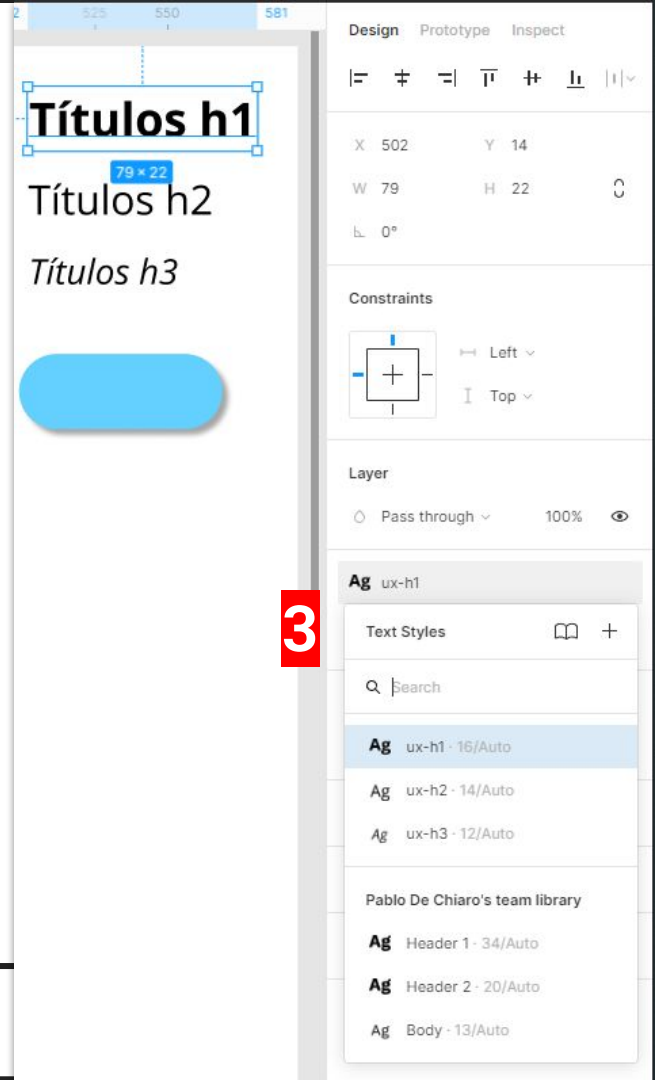 2 525 550 581
Títulos h1
79 × 22
Títulos h2
Títulos h3
Design Prototype Inspect
X 502 Y 14
W 79 H 22
0°
Constraints
Left
Top
Layer
Pass through 100%
Ag ux-h1
3
Text Styles
Search
Ag ux-h1 · 16/Auto
Ag ux-h2 · 14/Auto
Ag ux-h3 · 12/Auto
Pablo De Chiaro's team library
Ag Header 1 · 34/Auto
Ag Header 2 · 20/Auto
Ag Body · 13/Auto